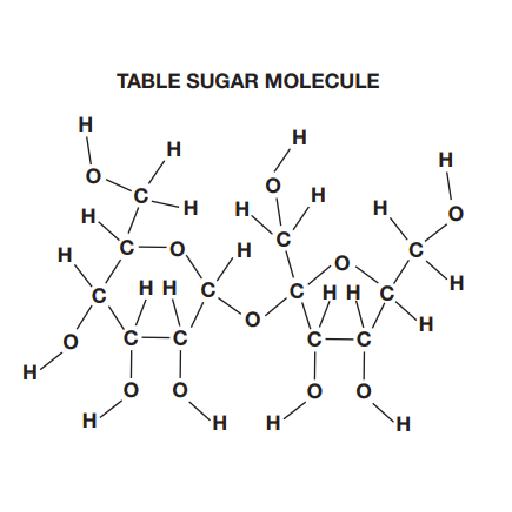 TABLE SUGAR MOLECULE
H
H H H
O O H O
C H H H C
H C C H
H C O H O
C H H C C H H C H
O C C O C C
H O O O O
H H H H